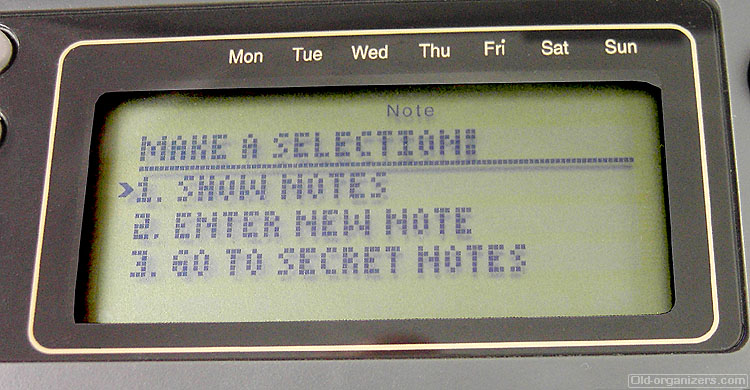 Mon Tue Wed Thu Fri Sat Sun
Note
MAKE A SELECTION!
1. SHOW NOTES
2. ENTER NEW NOTE
3. GO TO SECRET NOTES
Old-organizers.com